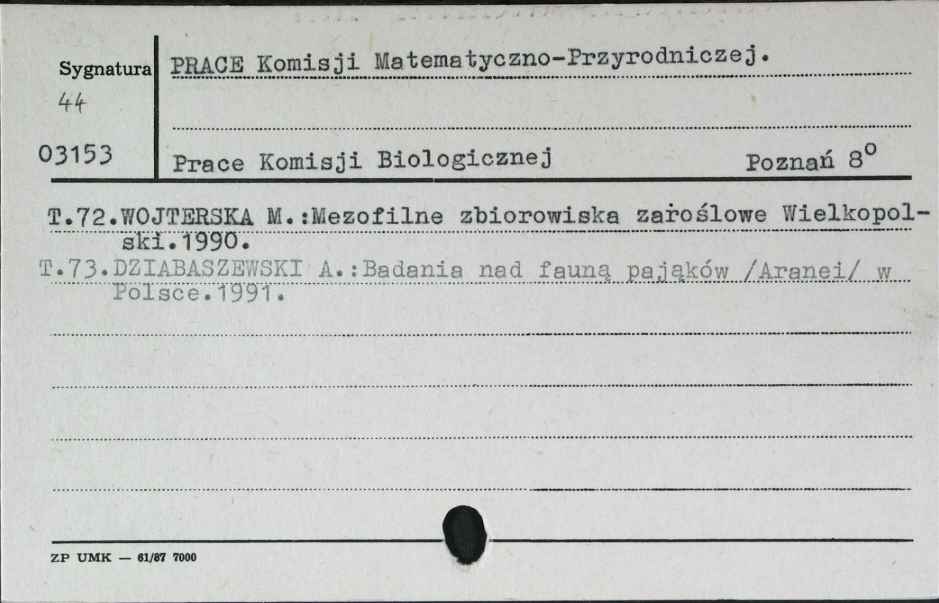 Sygnatura
PRACE Komisji Matematyczno-Przyrodniczej.
44
03153
Prace Komisji Biologicznej Poznań 8°
T.72.WOJTERSKA M.:Mezofilne zbiorowiska zaroślowe Wielkopol-
ski.1990.
T.73.DZIABASZEWSKI A.:Badania nad fauną pająków /Aranei/ w
Polsce.1991.
ZP UMK — 61/87 7000